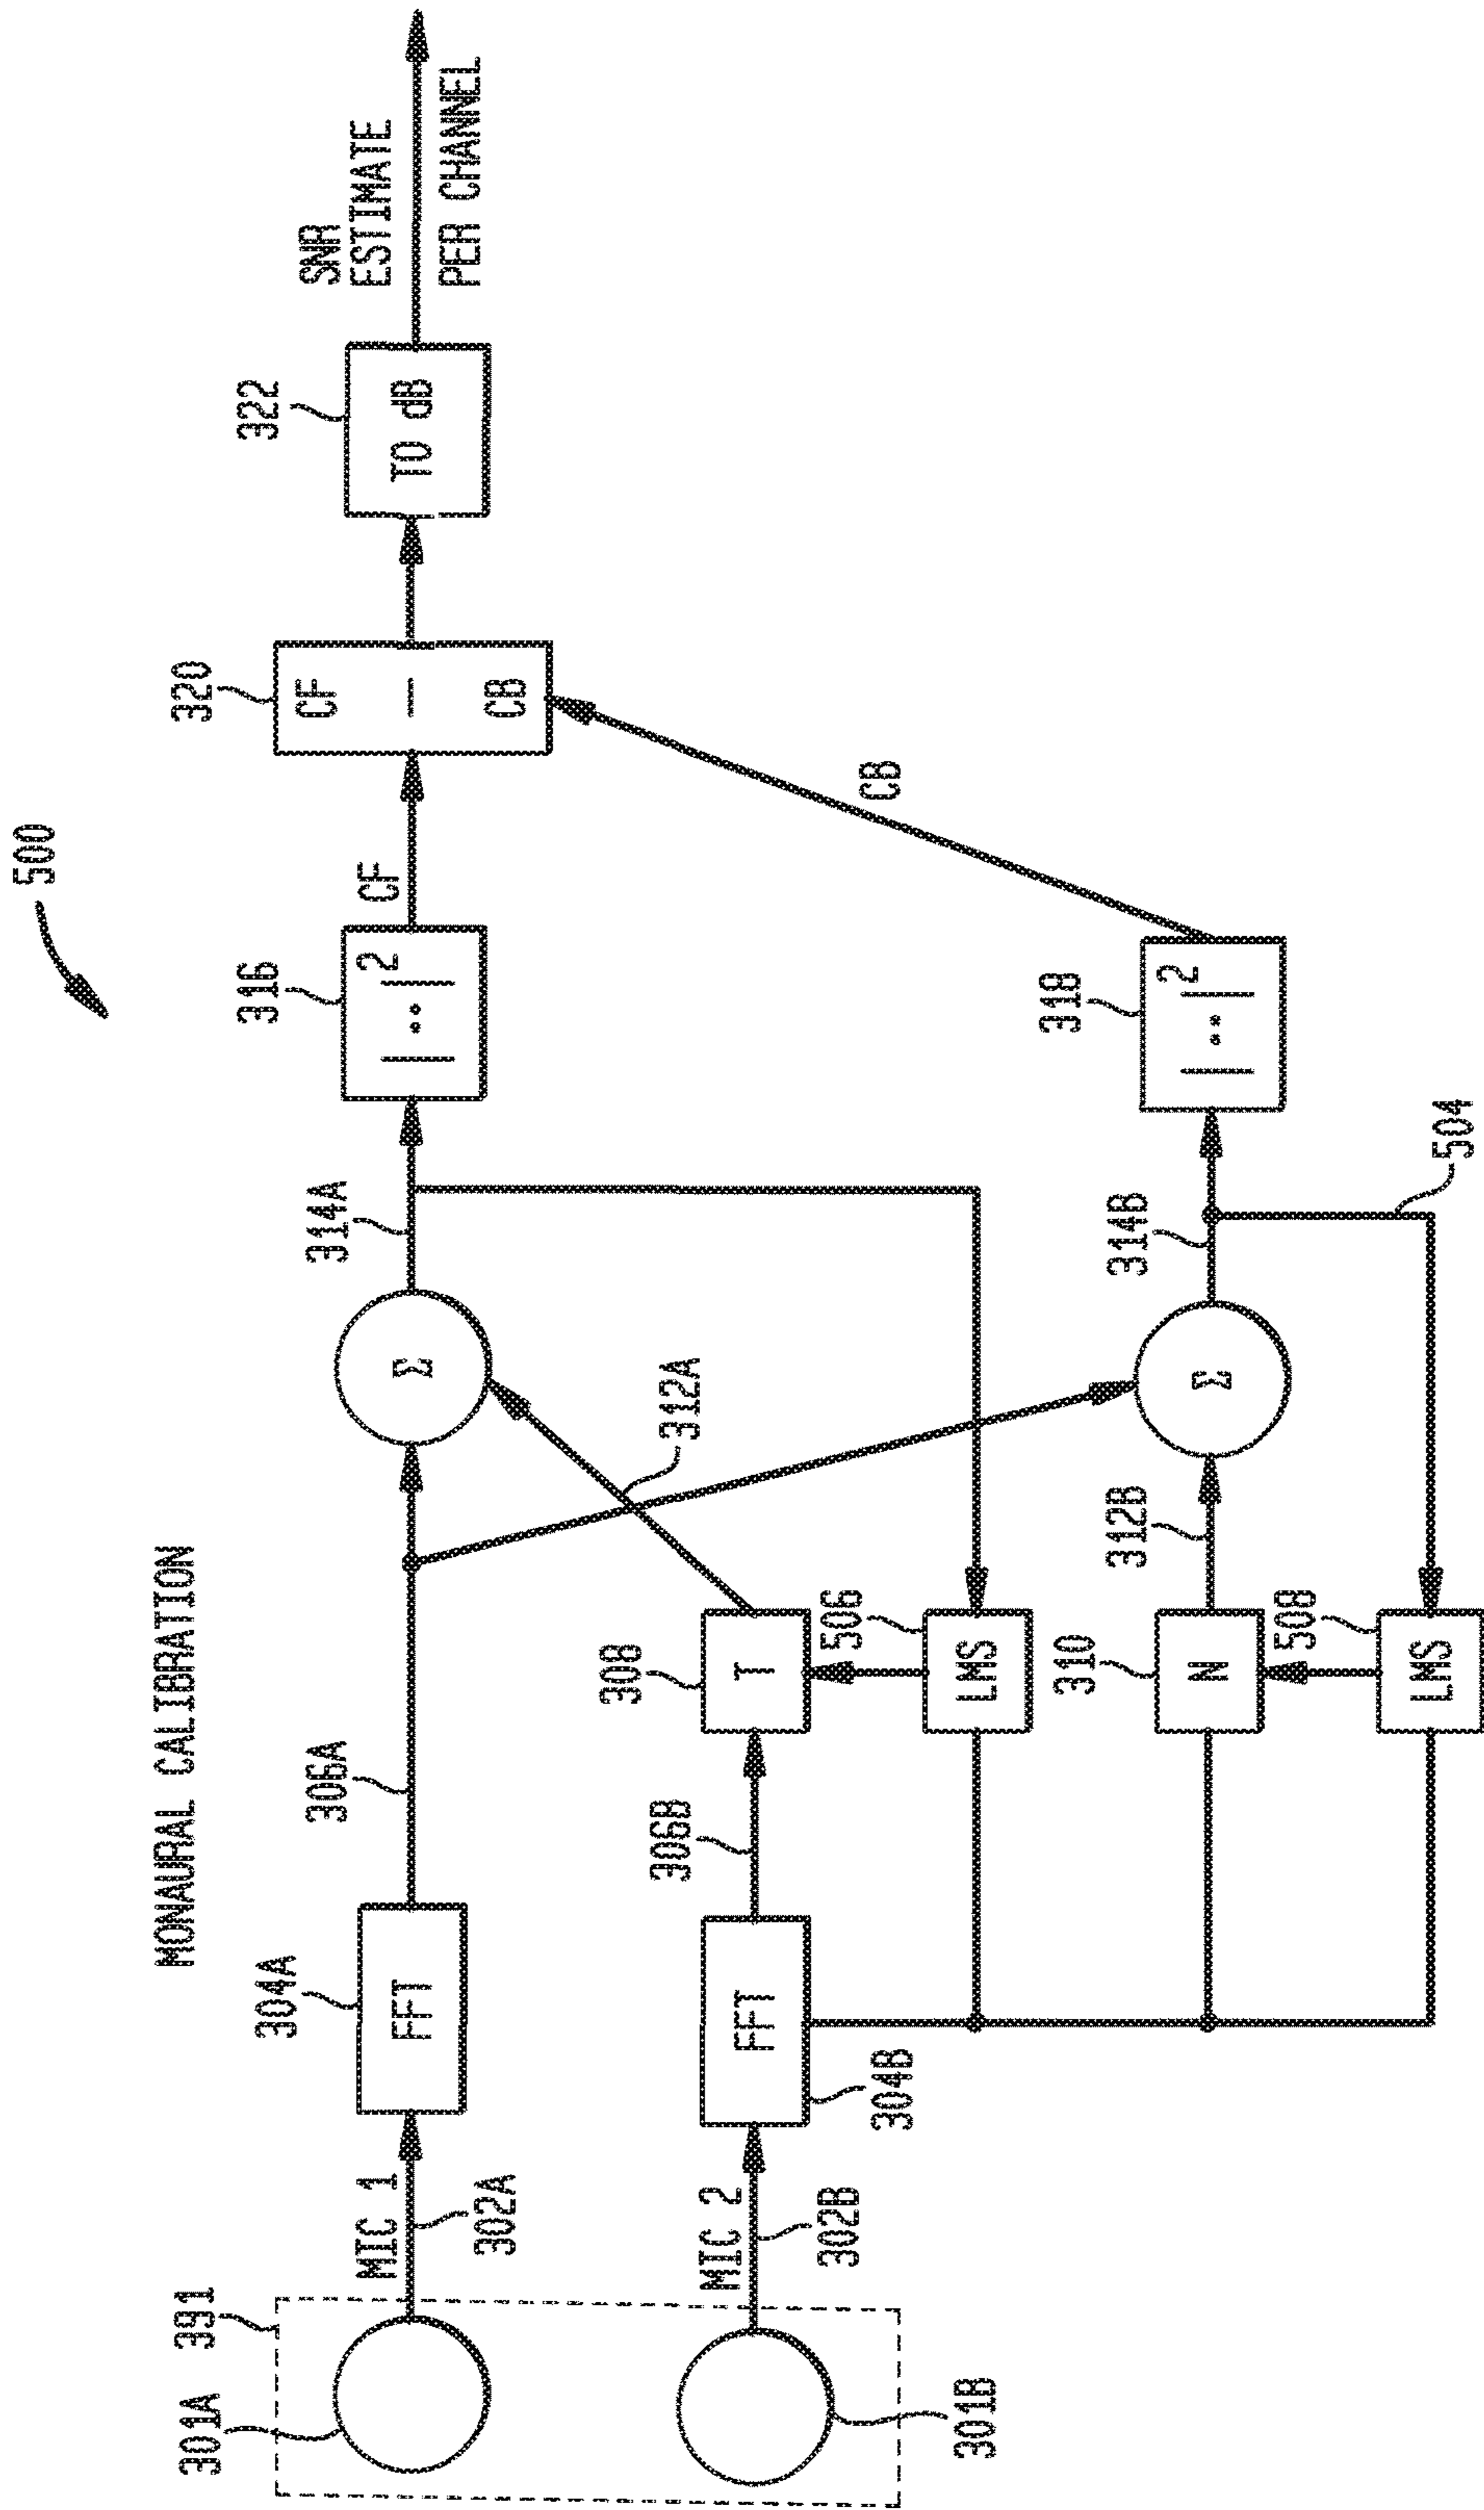 500
MONAURAL CALIBRATION
391
301A
MIC 1
302A
304A
FFT
306A
Σ
314A
316
|••|2
CF
320
CF
—
CB
322
TO dB
SNR
ESTIMATE
PER CHANNEL
301B
MIC 2
302B
304B
FFT
306B
308
T
312A
506
LMS
310
N
312B
Σ
314B
318
|••|2
CB
508
LMS
504